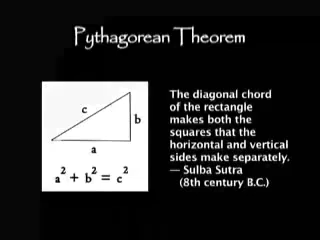 Pythagorean Theorem
c
b
a
a² + b² = c²
The diagonal chord
of the rectangle
makes both the
squares that the
horizontal and vertical
sides make separately.
— Sulba Sutra
(8th century B.C.)